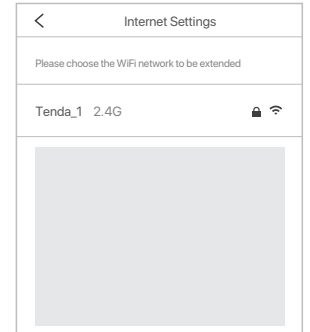 Internet Settings
Please choose the WiFi network to be extended
Tenda_1 2.4G